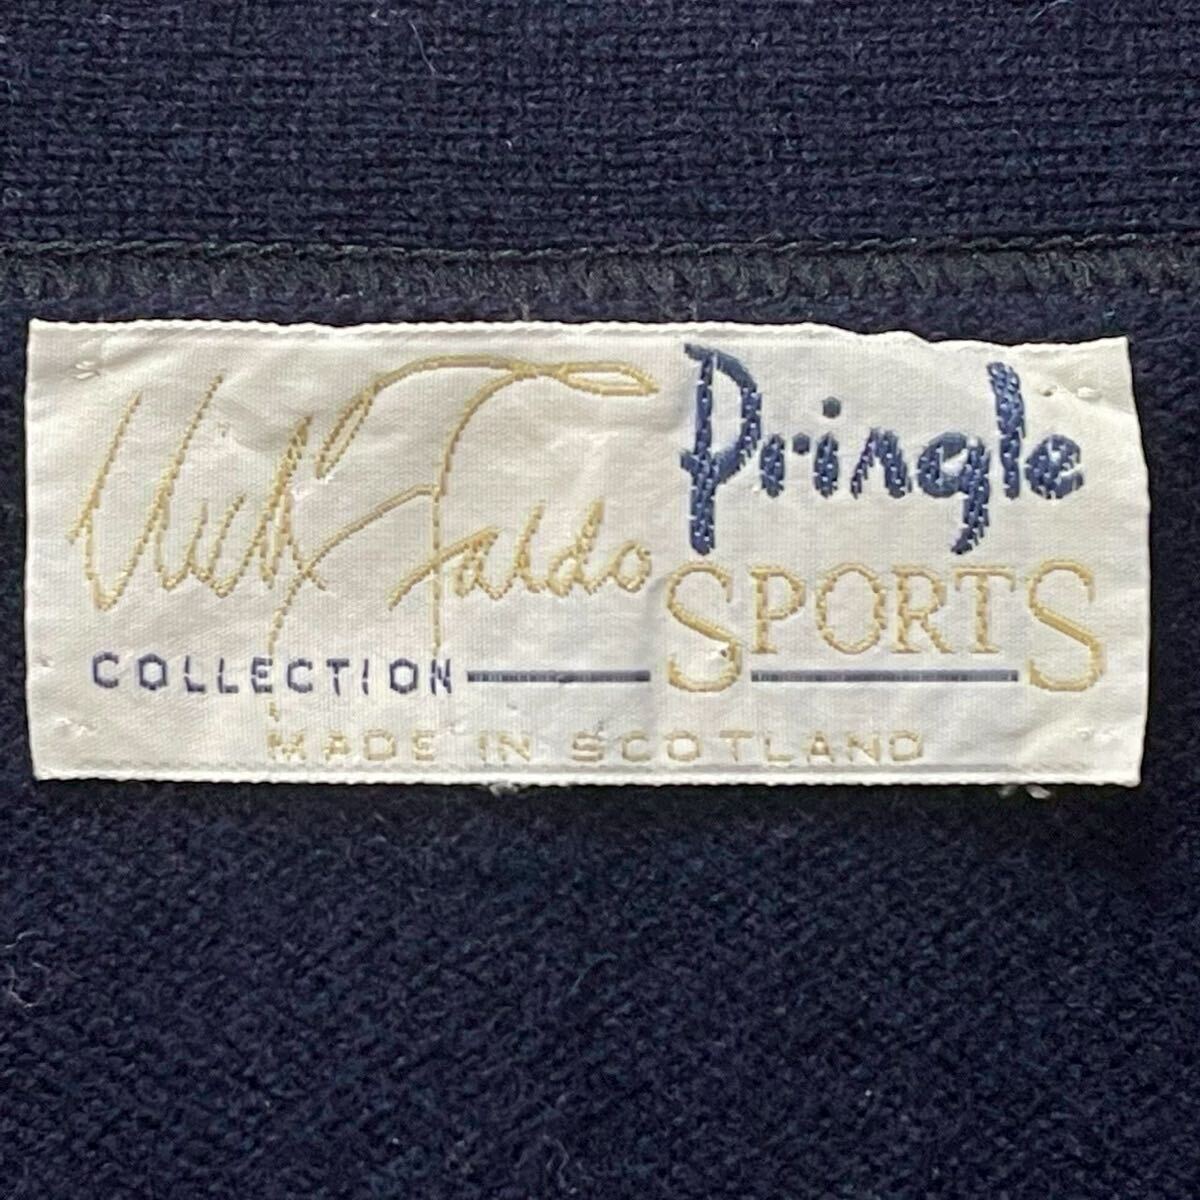 Nick Faldo
Pringle
SPORTS
COLLECTION
MADE IN SCOTLAND